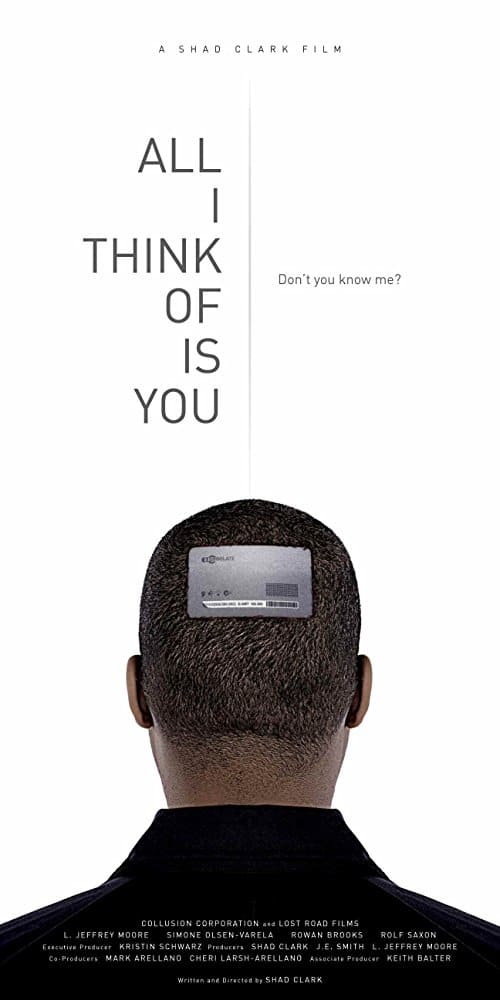 A SHAD CLARK FILM
ALL
I
THINK
OF
IS
YOU
Don't you know me?
COLLUSION CORPORATION and LOST ROAD FILMS
L. JEFFREY MOORE SIMONE OLSEN-VARELA ROWAN BROOKS ROLF SAXON
Executive Producer KRISTIN SCHWARZ Producers SHAD CLARK J.E. SMITH L. JEFFREY MOORE
Co-Producers MARK ARELLANO CHERI LARSH-ARELLANO Associate Producer KEITH BALTER
Written and Directed by SHAD CLARK